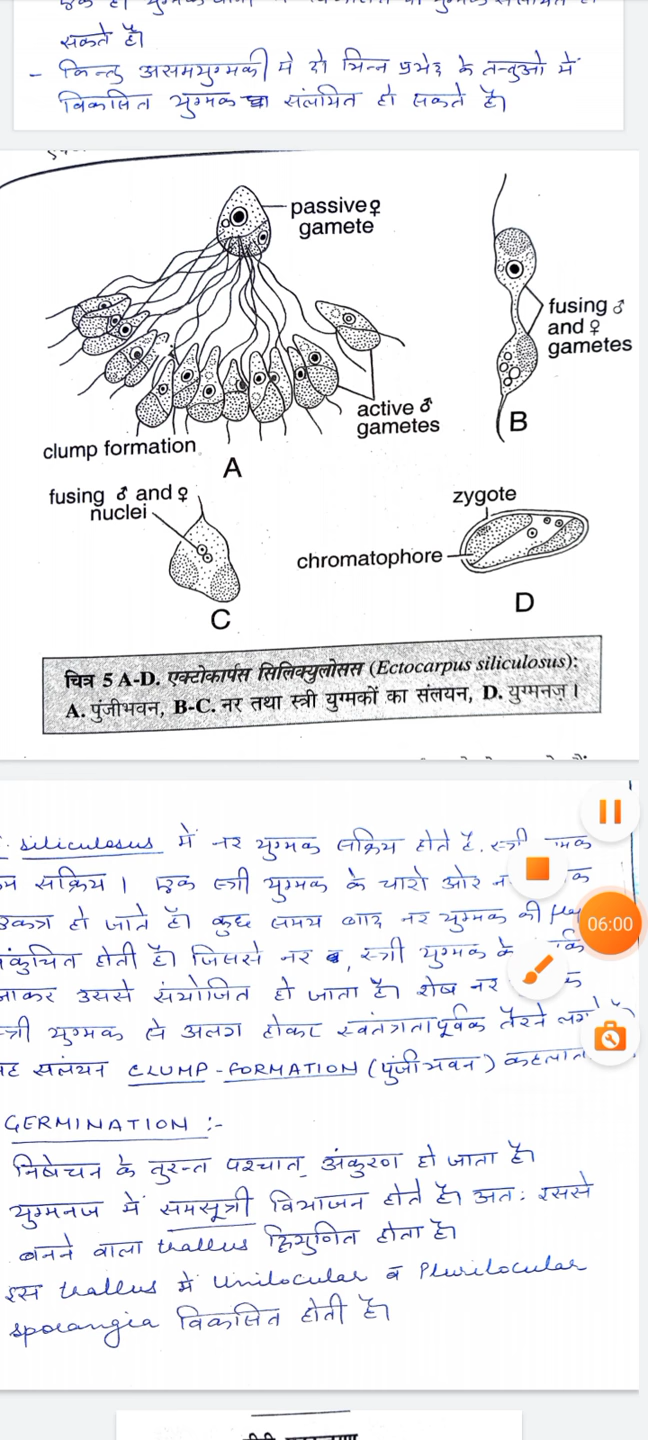 सकते है।
- किन्तु असमयुग्मकी मे दो भिन्न प्रभेद के तन्तुओ में
विकासित युग्मक संलयित हो सकते है।
passive♀
gamete
fusing ♂
and ♀
gametes
active ♂
gametes
clump formation
A
B
fusing ♂ and ♀
nuclei
zygote
chromatophore
C
D
चित्र 5 A-D. एक्टोकार्पस सिलिक्युलोसस (Ectocarpus siliculosus):
A. पुंजीभवन, B-C. नर तथा स्त्री युग्मकों का संलयन, D. युग्मनज़ ।
siliculosus में नर युग्मक सक्रिय होते है. स्त्री
सक्रिय । एक स्त्री युग्मक के चारो ओर
हो जाते है। कुछ समय बाद नर युग्मक की
06:00
होती है। जिससे नर व, स्त्री युग्मक के
उससे संयोजित हो जाता है। शेष नर
युग्मक से अलग होकर स्वतंत्रतापूर्वक तैरने
संलयन CLUMP-FORMATION (पुंजीभवन)
GERMINATION :-
निषेचन के तुरन्त पश्चात् अंकुरण हो जाता है।
युग्मनज में समसूत्री विभाजन होते है। अत: इससे
बनने वाला thallus द्विगुणित होता है।
इस thallus में Unilocular व Plurilocular
sporangia विकसित होती है।